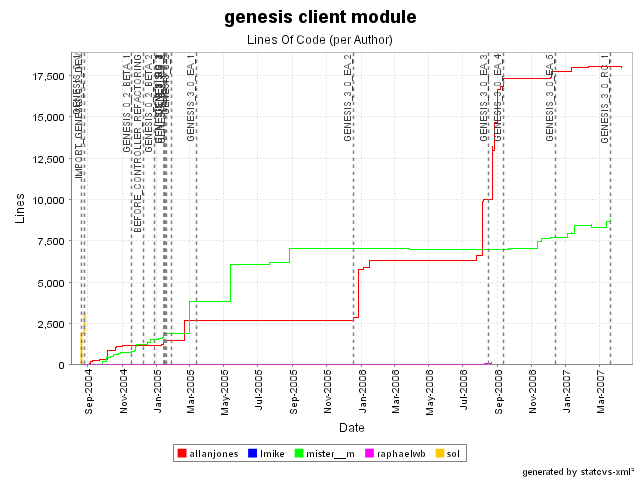 genesis client module
Lines Of Code (per Author)
Lines
17,500
15,000
12,500
10,000
7,500
5,000
2,500
0
BEFORE_CONTROLLER_REFACTORING
GENESIS_0_2_BETA_1
GENESIS_0_2_BETA_2
GENESIS_3_0_EA_1
GENESIS_3_0_EA_2
GENESIS_3_0_EA_3
GENESIS_3_0_EA_4
GENESIS_3_0_EA_5
GENESIS_3_0_RC_1
Sep-2004
Nov-2004
Jan-2005
Mar-2005
May-2005
Jul-2005
Sep-2005
Nov-2005
Jan-2006
Mar-2006
May-2006
Jul-2006
Sep-2006
Nov-2006
Jan-2007
Mar-2007
Date
allanjones lmike mister__m raphaelwb sol
generated by statcvs-xml²